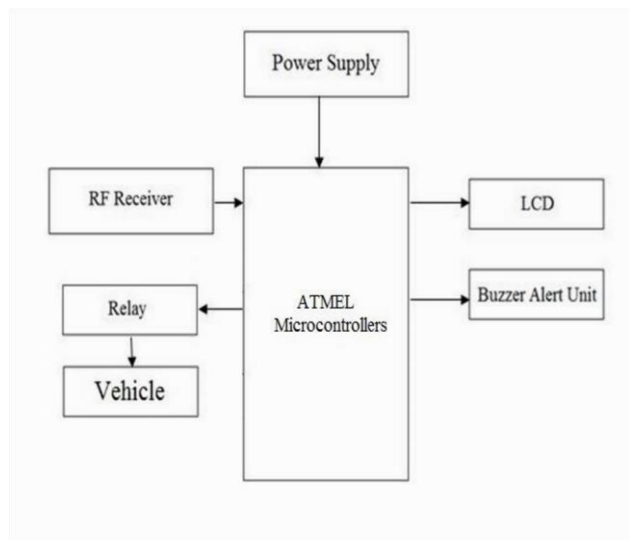 Power Supply
RF Receiver
LCD
Relay
ATMEL
Microcontrollers
Buzzer Alert Unit
Vehicle